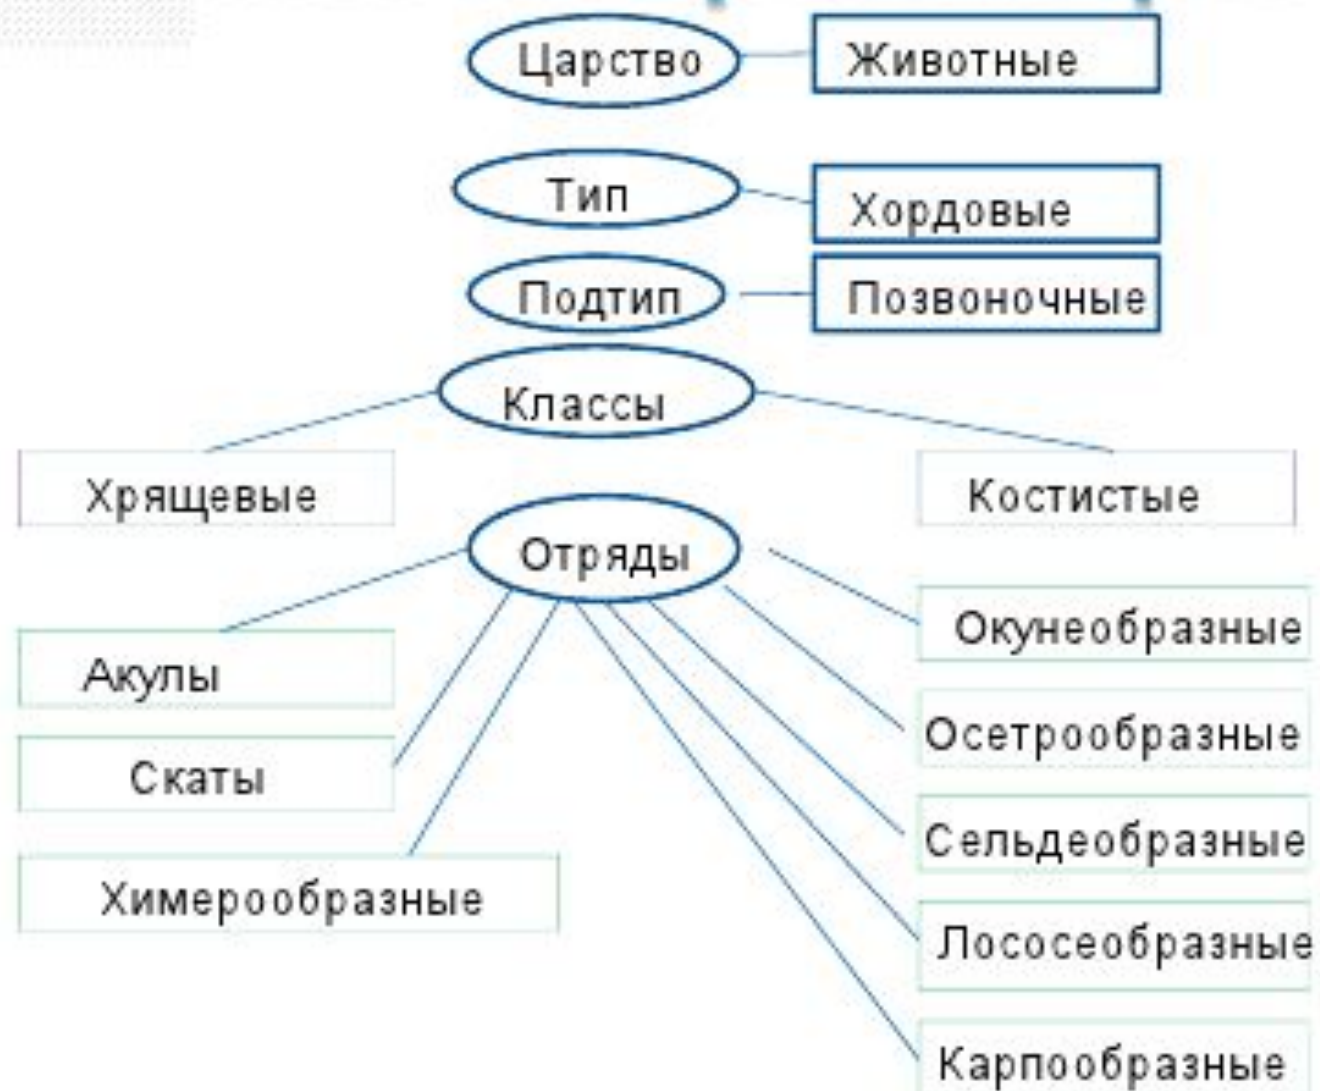 Царство
Животные
Тип
Хордовые
Подтип
Позвоночные
Классы
Хрящевые
Костистые
Отряды
Акулы
Скаты
Химерообразные
Окунеобразные
Осетрообразные
Сельдеобразные
Лососеобразные
Карпообразные